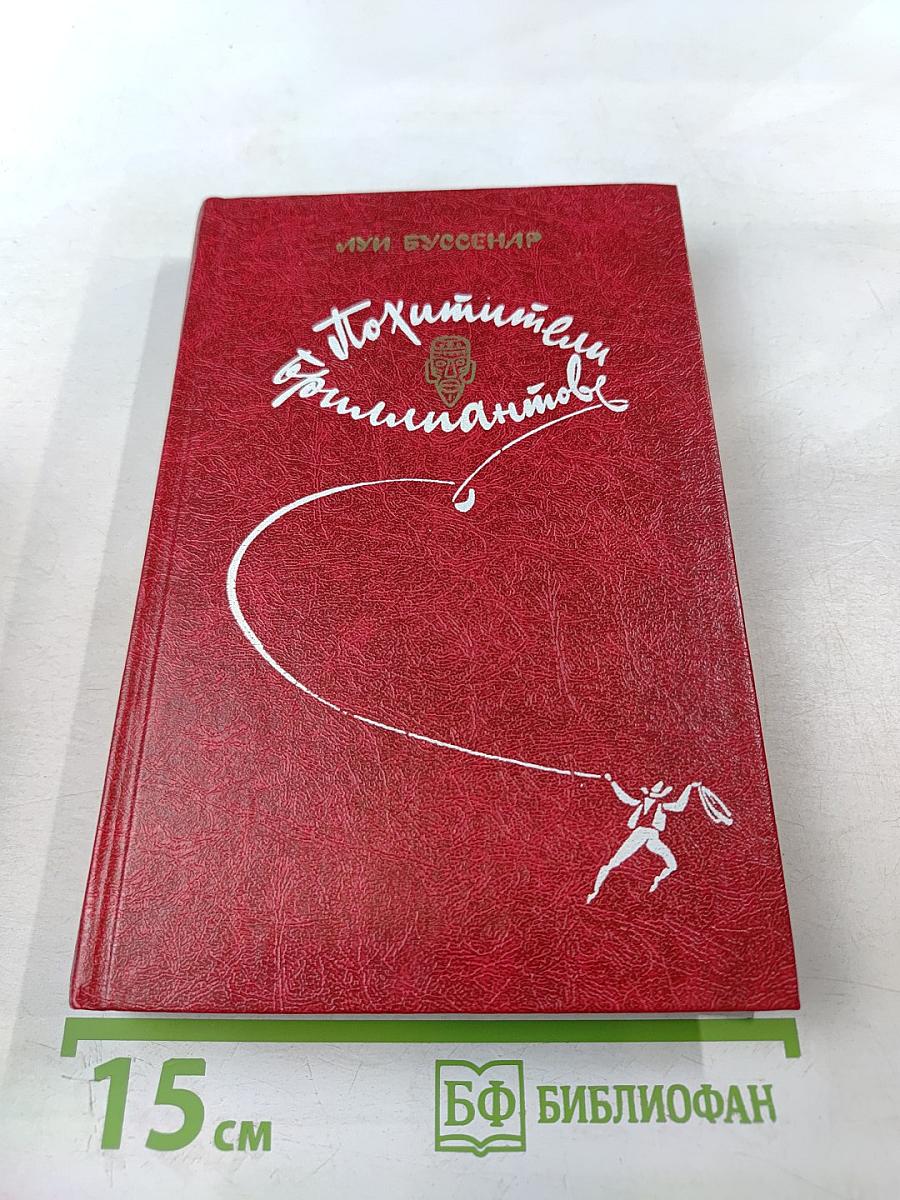 ЛУИ БУССЕНАР
Похитители
бриллиантов
15 см
БФ БИБЛИОФАН